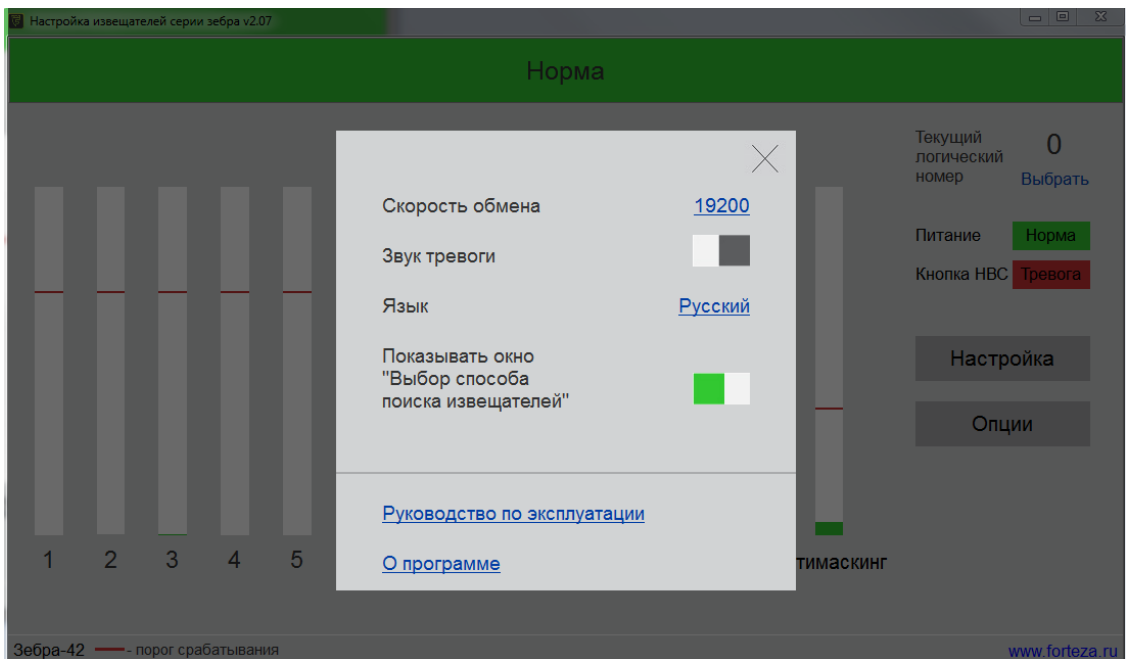 Настройка извещателей серии зебра v2.07
Норма
Текущий
логический
номер
0
Выбрать
Скорость обмена 19200
Звук тревоги
Язык Русский
Показывать окно
"Выбор способа
поиска извещателей"
Руководство по эксплуатации
О программе
Питание Норма
Кнопка НВС Тревога
Настройка
Опции
1 2 3 4 5 тимаскинг
Зебра-42 - порог срабатывания www.forteza.ru